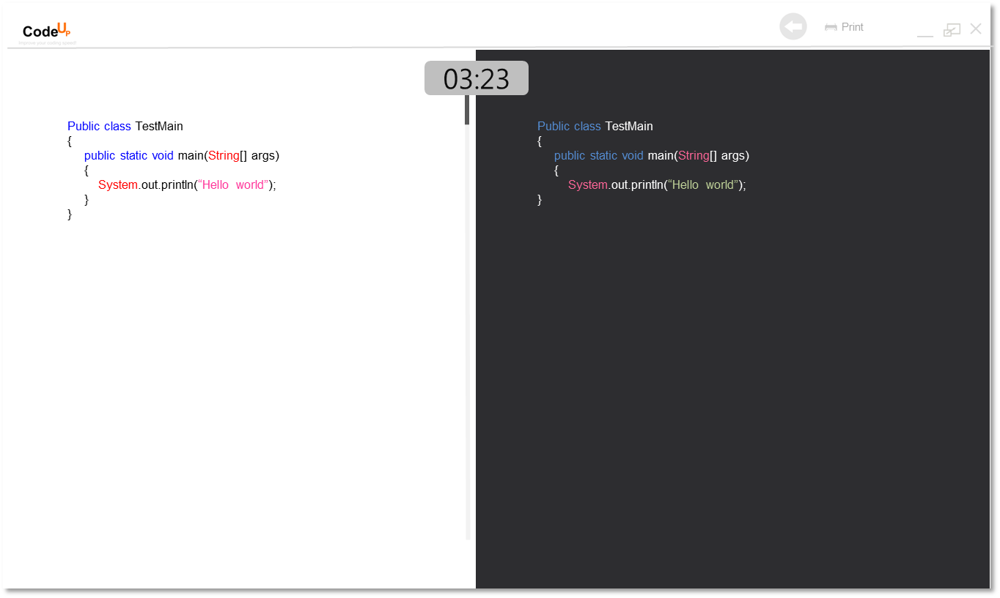 CodeUP
Improve your coding speed!
Print
03:23
Public class TestMain
{
public static void main(String[] args)
{
System.out.println(“Hello world”);
}
}
Public class TestMain
{
public static void main(String[] args)
{
System.out.println(“Hello world”);
}